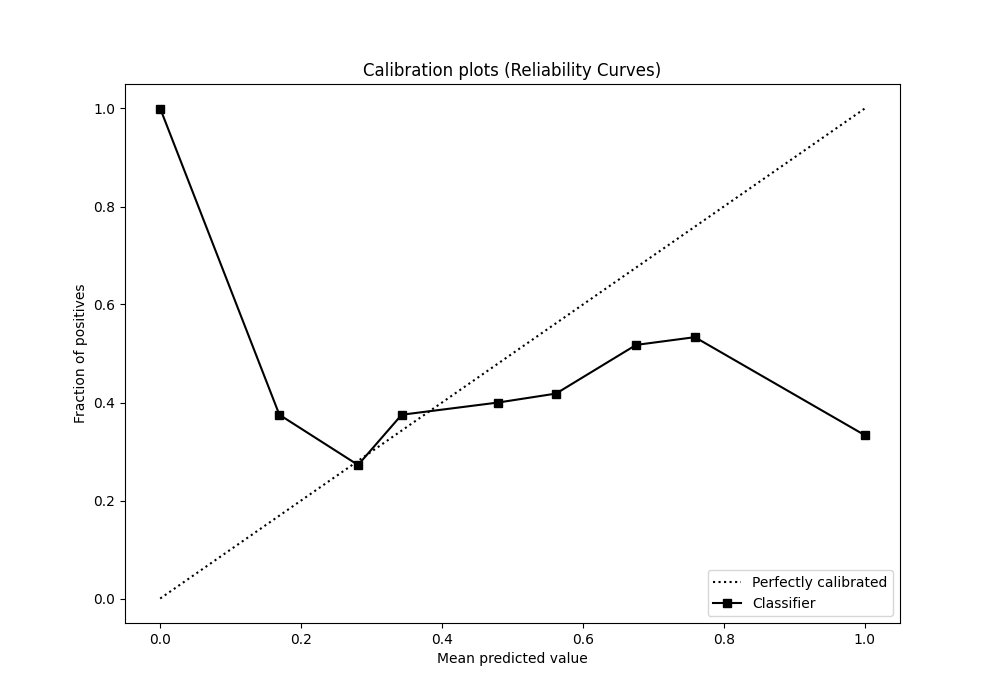 Calibration plots (Reliability Curves)
1.0
0.8
0.6
0.4
0.2
0.0
Fraction of positives
0.0 0.2 0.4 0.6 0.8 1.0
Mean predicted value
Perfectly calibrated
Classifier